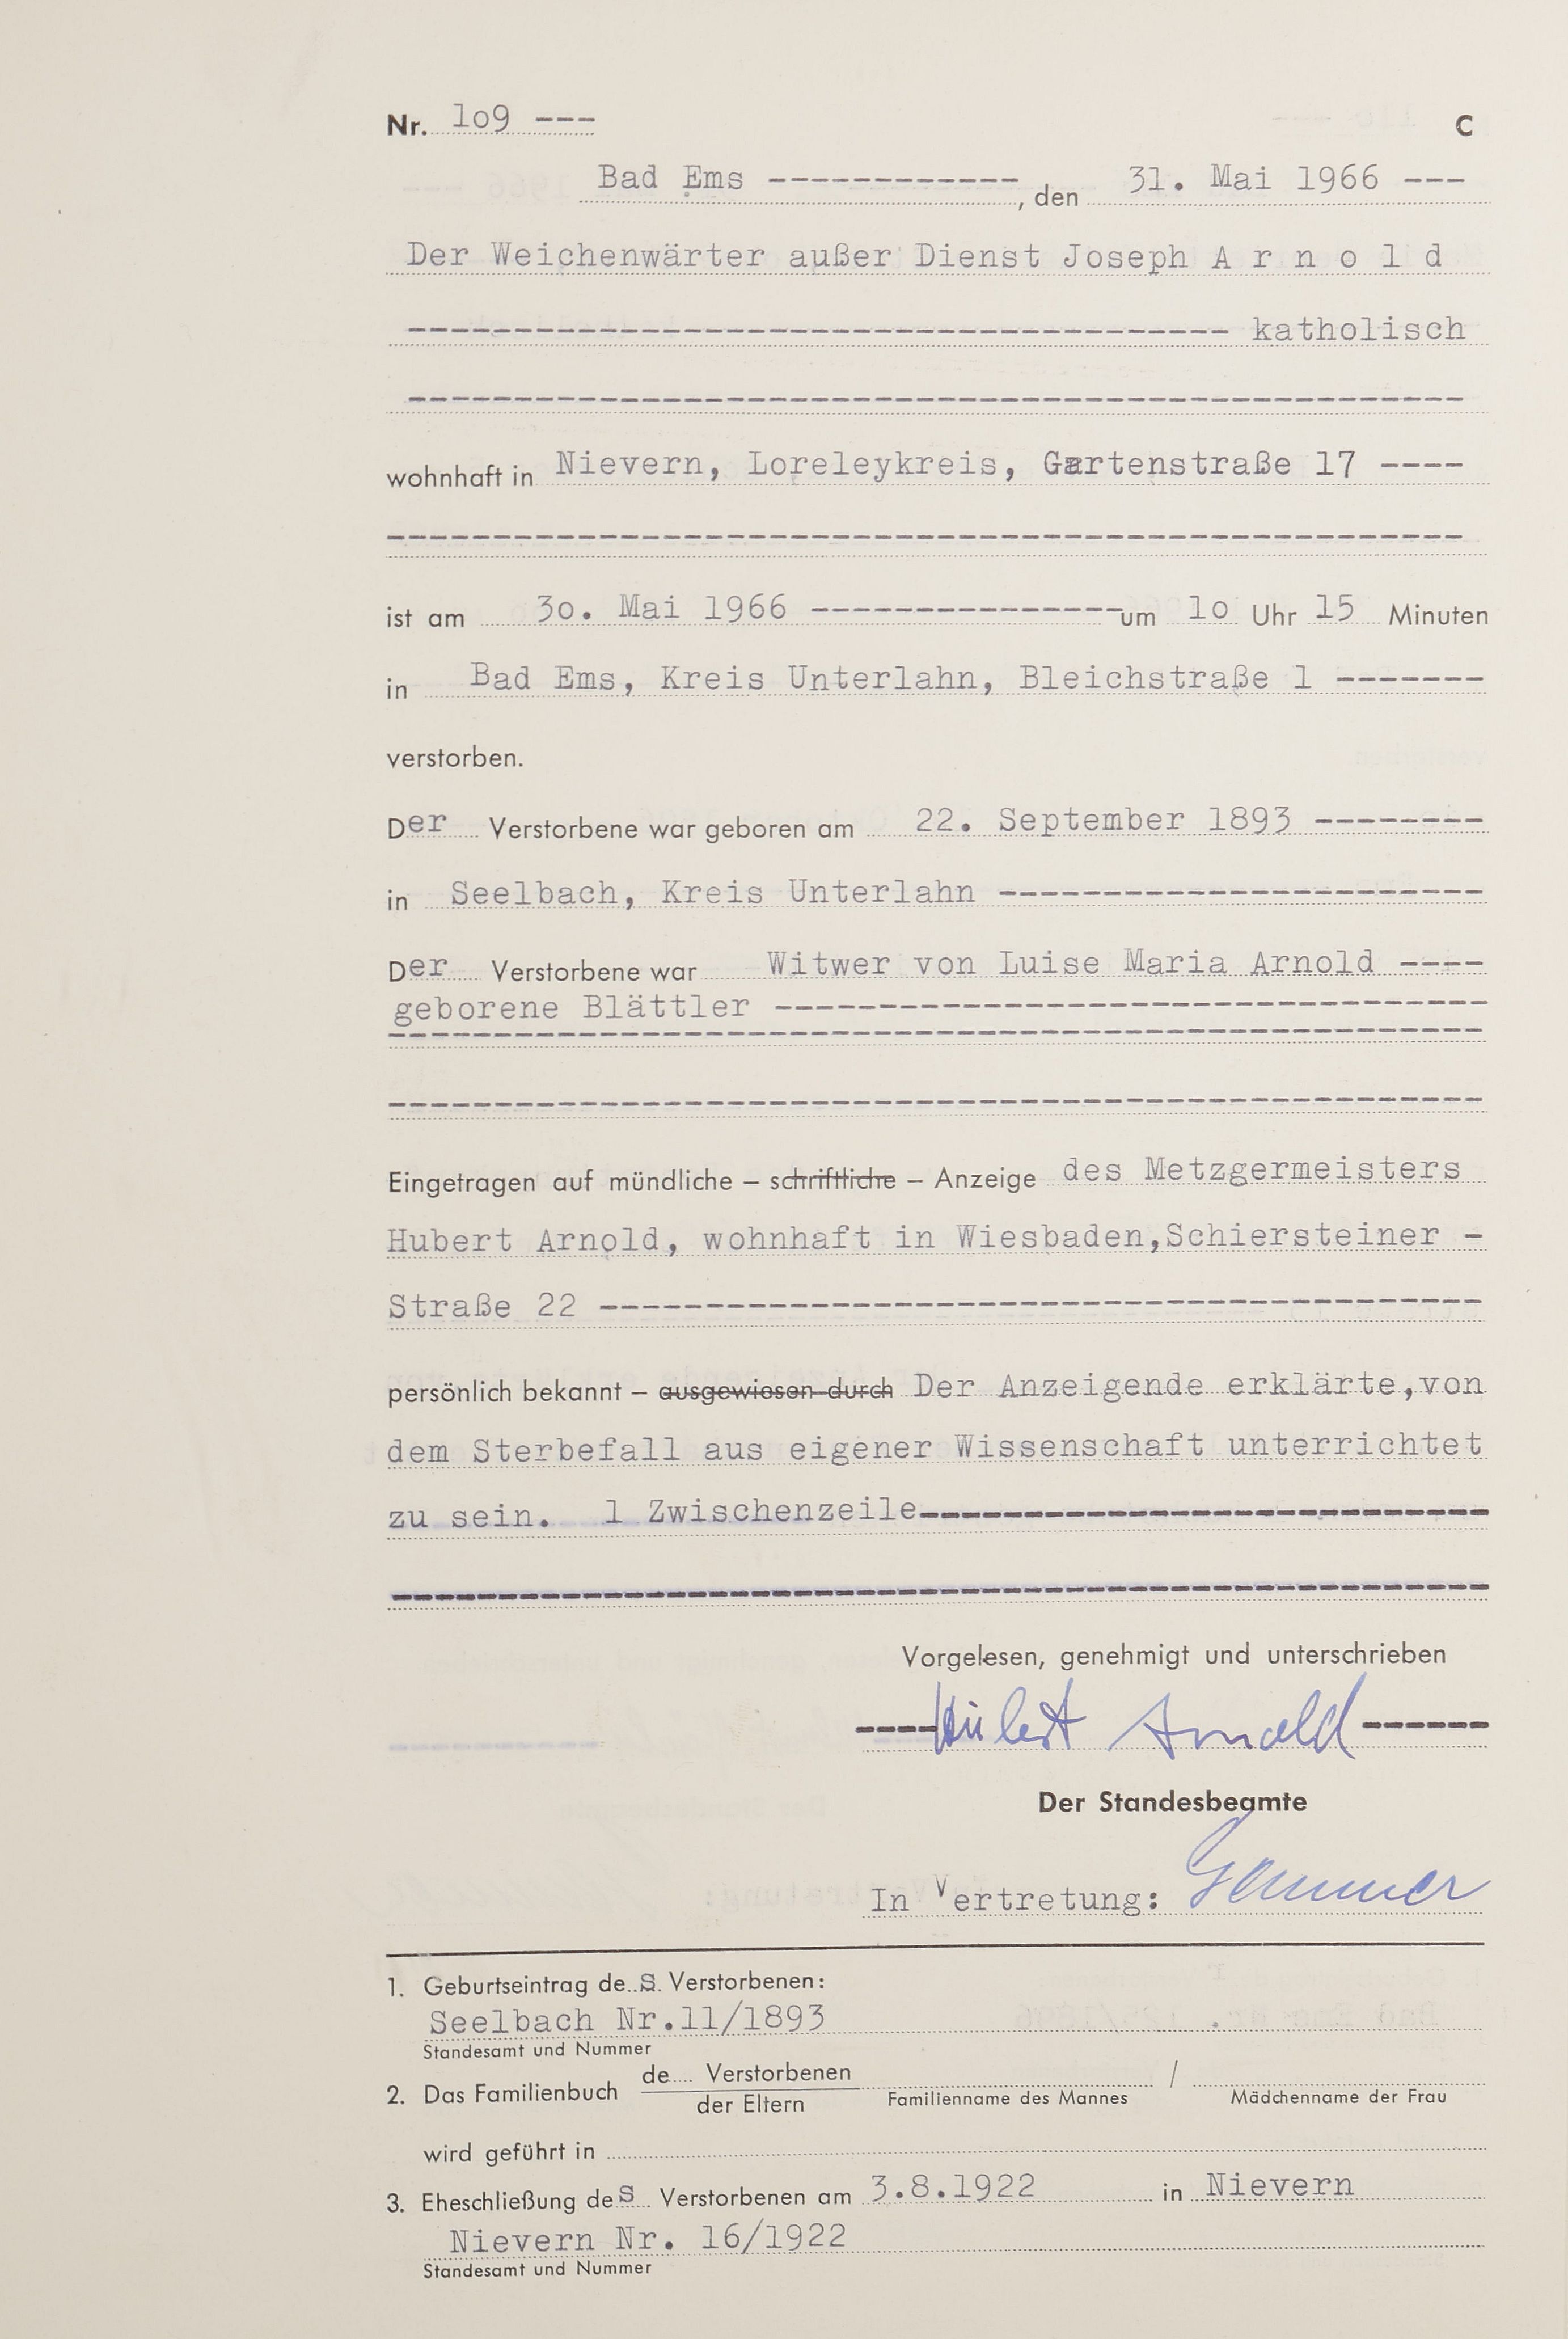 Nr. 1o9 ---
C
Bad Ems ------------, den 31. Mai 1966 ---
Der Weichenwärter außer Dienst Joseph A r n o l d
--------------------------------------- katholisch
--------------------------------------------------
wohnhaft in Nievern, Loreleykreis, Gartenstraße 17 ----
---------------------------------------------------
ist am 3o. Mai 1966 ---------------um 1o Uhr 15 Minuten
in Bad Ems, Kreis Unterlahn, Bleichstraße 1 -------
verstorben.
Der Verstorbene war geboren am 22. September 1893 --------
in Seelbach, Kreis Unterlahn -----------------------
Der Verstorbene war Witwer von Luise Maria Arnold ----
geborene Blättler ----------------------------------
----------------------------------------------------
----------------------------------------------------
Eingetragen auf mündliche – schriftliche – Anzeige des Metzgermeisters
Hubert Arnold, wohnhaft in Wiesbaden,Schiersteiner -
Straße 22 ------------------------------------------
persönlich bekannt – ausgewiesen durch Der Anzeigende erklärte,von
dem Sterbefall aus eigener Wissenschaft unterrichtet
zu sein. 1 Zwischenzeile---------------------------
----------------------------------------------------
Vorgelesen, genehmigt und unterschrieben
----Hubert Arnold------
Der Standesbeamte
In Vertretung:
1. Geburtseintrag des Verstorbenen:
Seelbach Nr.11/1893
Standesamt und Nummer
2. Das Familienbuch de.... Verstorbenen /
der Eltern Familienname des Mannes Mädchenname der Frau
wird geführt in
3. Eheschließung des Verstorbenen am 3.8.1922 in Nievern
Nievern Nr. 16/1922
Standesamt und Nummer